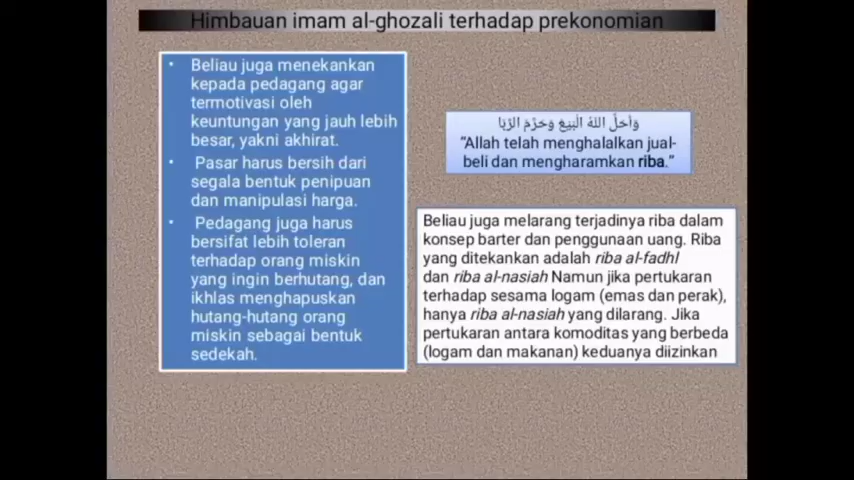 Himbauan imam al-ghozali terhadap prekonomian
• Beliau juga menekankan
kepada pedagang agar
termotivasi oleh
keuntungan yang jauh lebih
besar, yakni akhirat.
• Pasar harus bersih dari
segala bentuk penipuan
dan manipulasi harga.
• Pedagang juga harus
bersifat lebih toleran
terhadap orang miskin
yang ingin berhutang, dan
ikhlas menghapuskan
hutang-hutang orang
miskin sebagai bentuk
sedekah.
وَاَحَلَّ اللهُ الْبَيْعَ وَحَرَّمَ الرِّبَا
“Allah telah menghalalkan jual-
beli dan mengharamkan riba.”
Beliau juga melarang terjadinya riba dalam
konsep barter dan penggunaan uang. Riba
yang ditekankan adalah riba al-fadhl
dan riba al-nasiah Namun jika pertukaran
terhadap sesama logam (emas dan perak),
hanya riba al-nasiah yang dilarang. Jika
pertukaran antara komoditas yang berbeda
(logam dan makanan) keduanya diizinkan